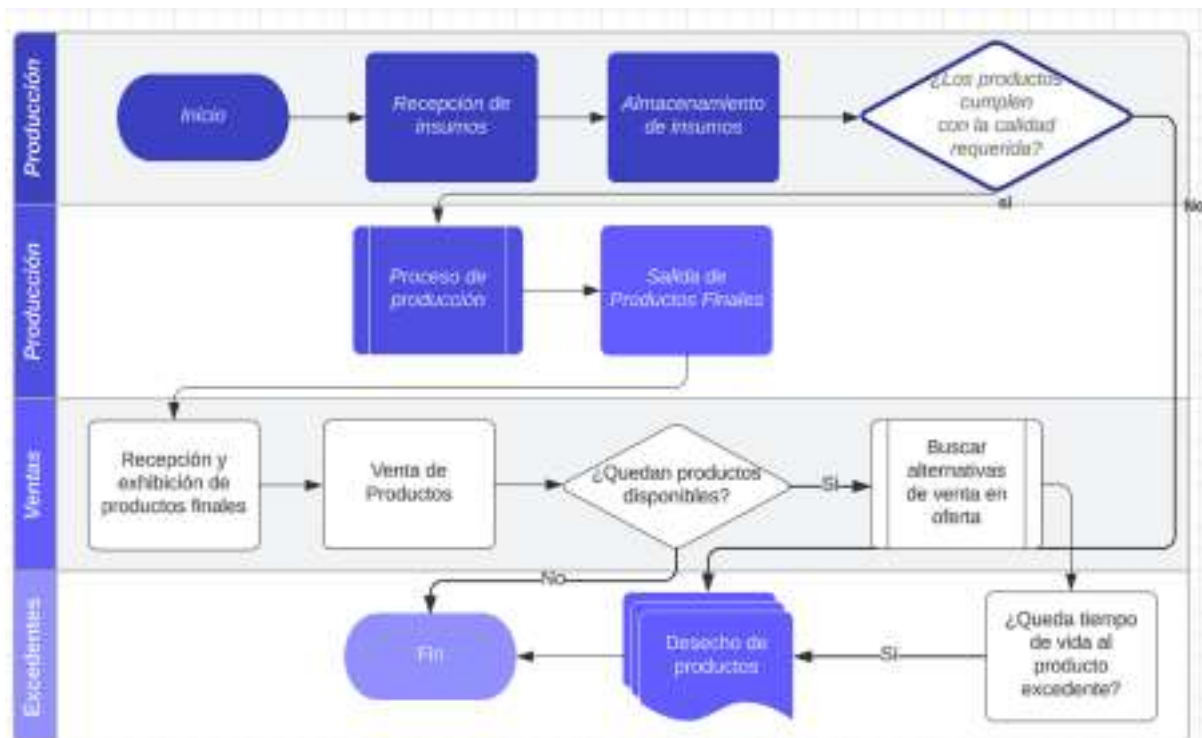 Producción
Inicio
Recepción de
insumos
Almacenamiento
de insumos
¿Los productos
cumplen
con la calidad
requerida?
si
No
Producción
Proceso de
producción
Salida de
Productos Finales
Ventas
Recepción y
exhibición de
productos finales
Venta de
Productos
¿Quedan productos
disponibles?
Si
Buscar
alternativas
de venta en
oferta
No
Excedentes
Fin
Desecho de
productos
Si
¿Queda tiempo
de vida al
producto
excedente?